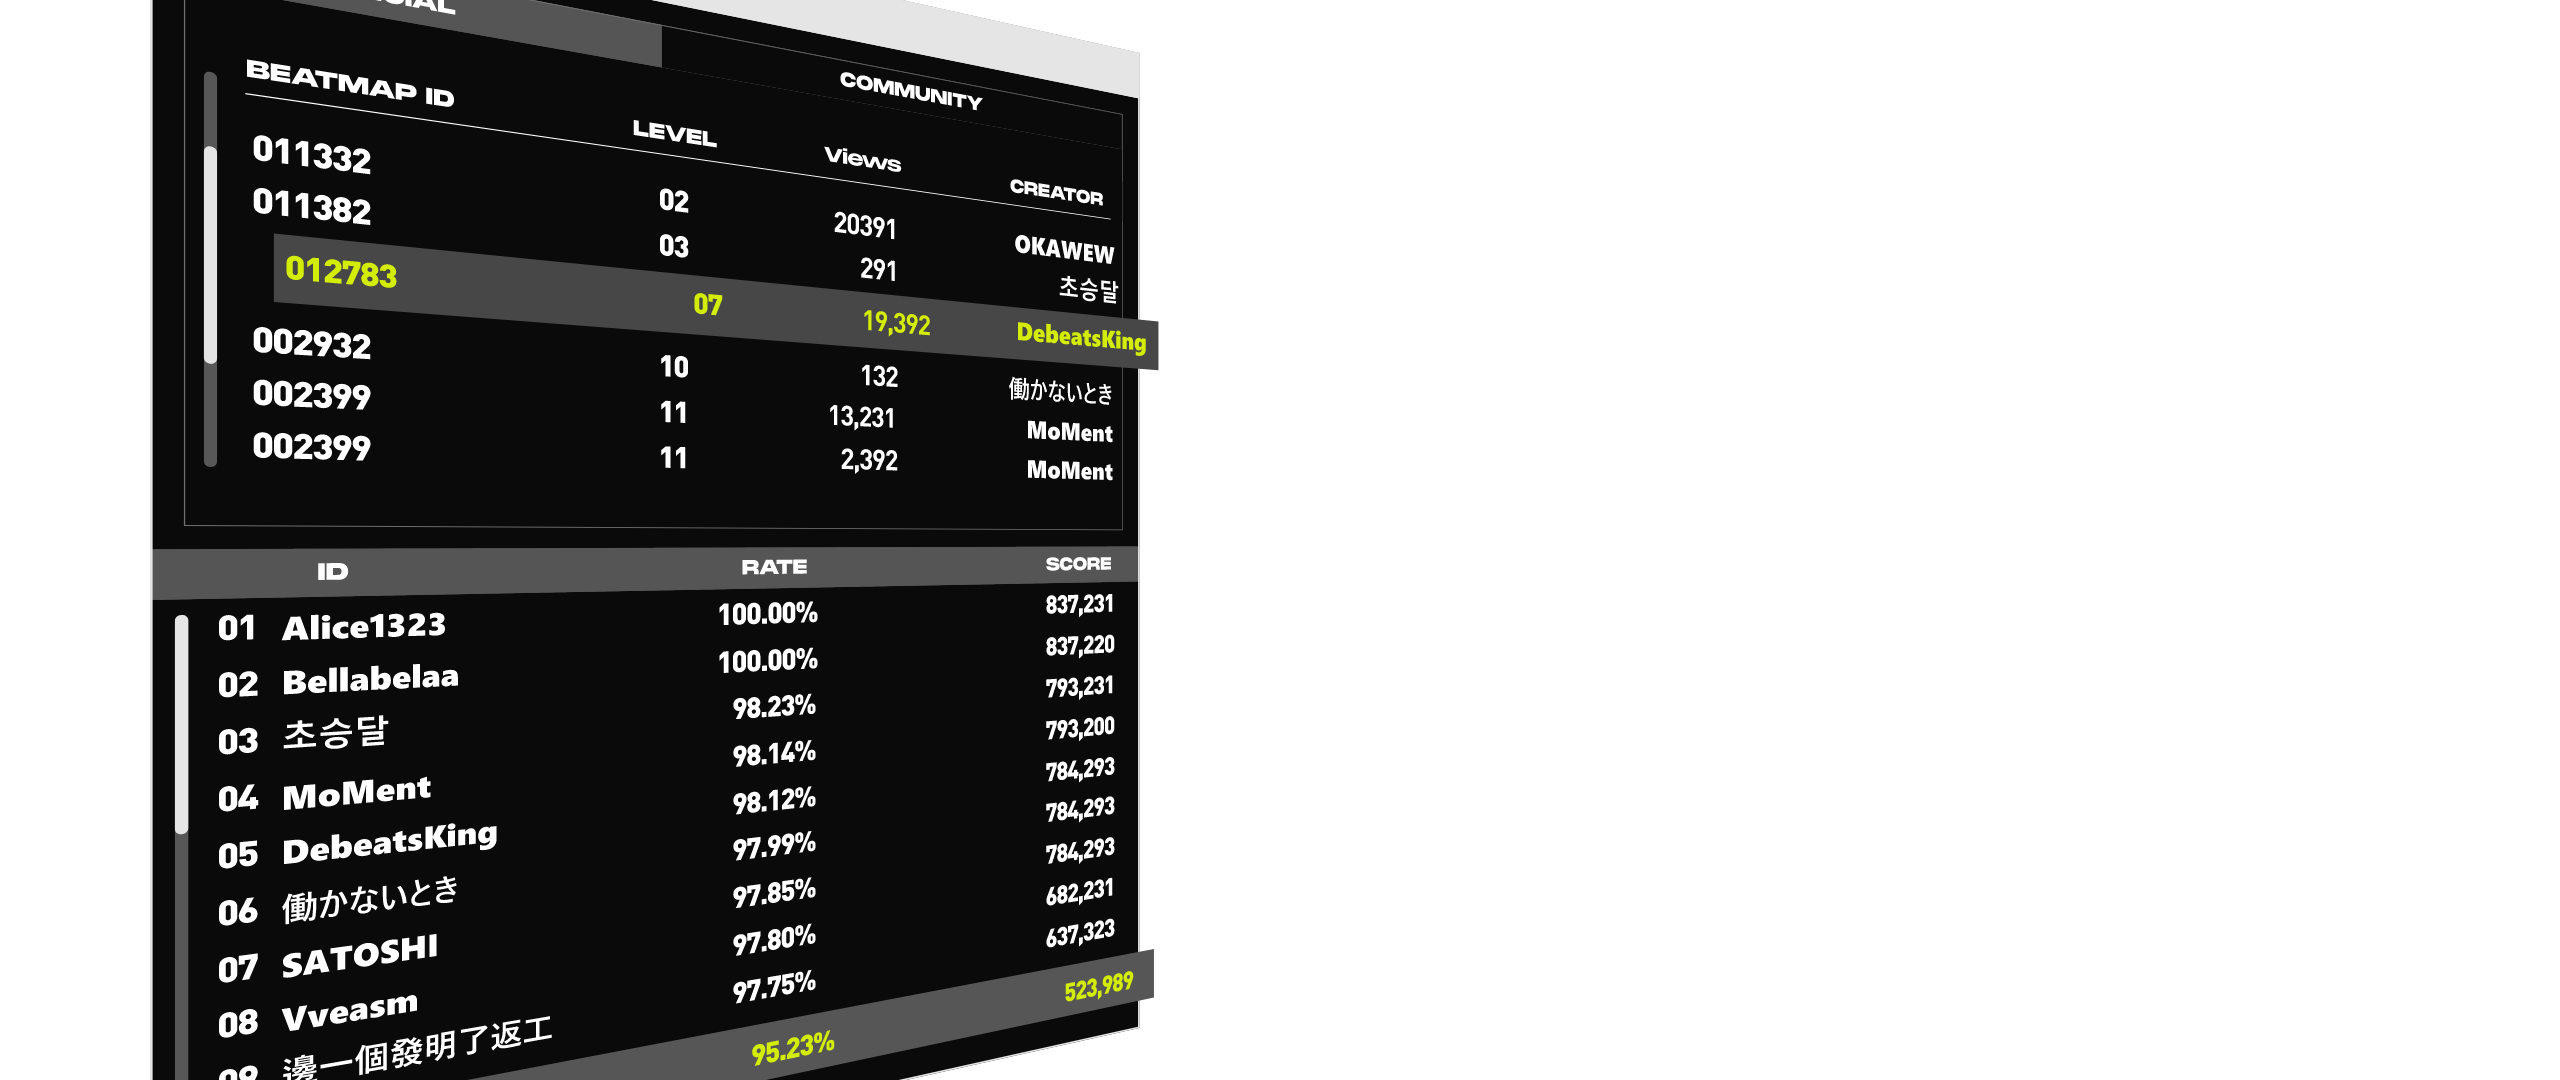 COMMUNITY
BEATMAP ID LEVEL Views CREATOR
011332 02 20391 OKAWEW
011382 03 291 초승달
012783 07 19,392 DebeatsKing
002932 10 132 働かないとき
002399 11 13,231 MoMent
002399 11 2,392 MoMent
ID RATE SCORE
01 Alice1323 100.00% 837,231
02 Bellabelaa 100.00% 837,220
03 초승달 98.23% 793,231
04 MoMent 98.14% 793,200
05 DebeatsKing 98.12% 784,293
06 働かないとき 97.99% 784,293
07 SATOSHI 97.85% 784,293
08 Vveasm 97.80% 682,231
09 邊一個發明了返工 97.75% 637,323
95.23% 523,989